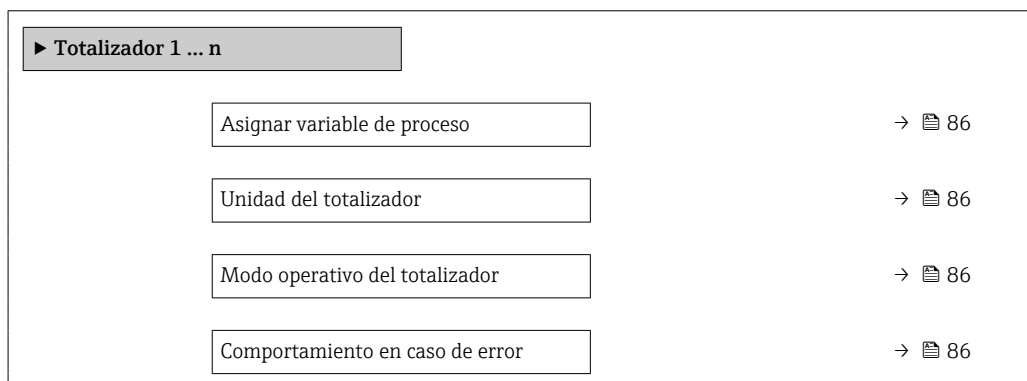 ▶ Totalizador 1 … n
Asignar variable de proceso → 86
Unidad del totalizador → 86
Modo operativo del totalizador → 86
Comportamiento en caso de error → 86